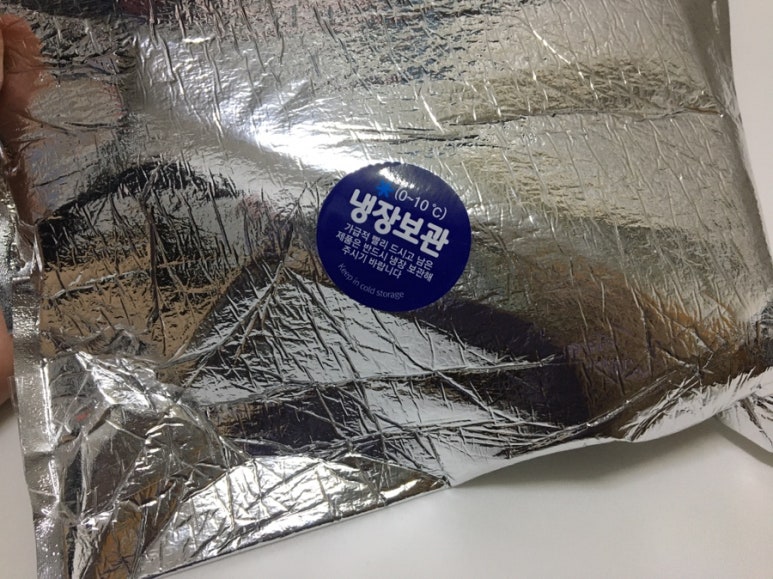 (0~10℃)
냉장보관
가급적 빨리 드시고 남은
제품은 반드시 냉장 보관해
주시기 바랍니다
Keep in cold storage